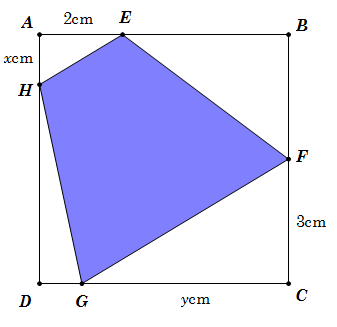 A 2cm E B
xcm
H
F
3cm
D G ycm C